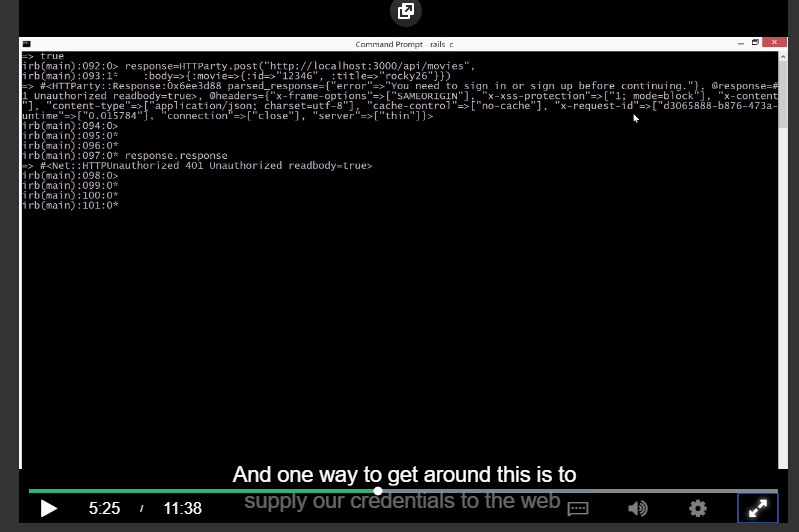 Command Prompt - rails c
=> true
irb(main):092:0> response=HTTParty.post("http://localhost:3000/api/movies",
irb(main):093:1* :body=>{:movie=>{:id=>"12346", :title=>"rocky26"}})
=> #<HTTParty::Response:0x6ee3d88 parsed_response={"error"=>"You need to sign in or sign up before continuing."}, @response=#
1 Unauthorized readbody=true>, @headers={"x-frame-options"=>["SAMEORIGIN"], "x-xss-protection"=>["1; mode=block"], "x-content
"], "content-type"=>["application/json; charset=utf-8"], "cache-control"=>["no-cache"], "x-request-id"=>["d3065888-b876-473a-
untime"=>["0.015784"], "connection"=>["close"], "server"=>["thin"]}>
irb(main):094:0>
irb(main):095:0*
irb(main):096:0*
irb(main):097:0* response.response
=> #<Net::HTTPUnauthorized 401 Unauthorized readbody=true>
irb(main):098:0>
irb(main):099:0*
irb(main):100:0*
irb(main):101:0*
And one way to get around this is to
supply our credentials to the web
5:25 / 11:38